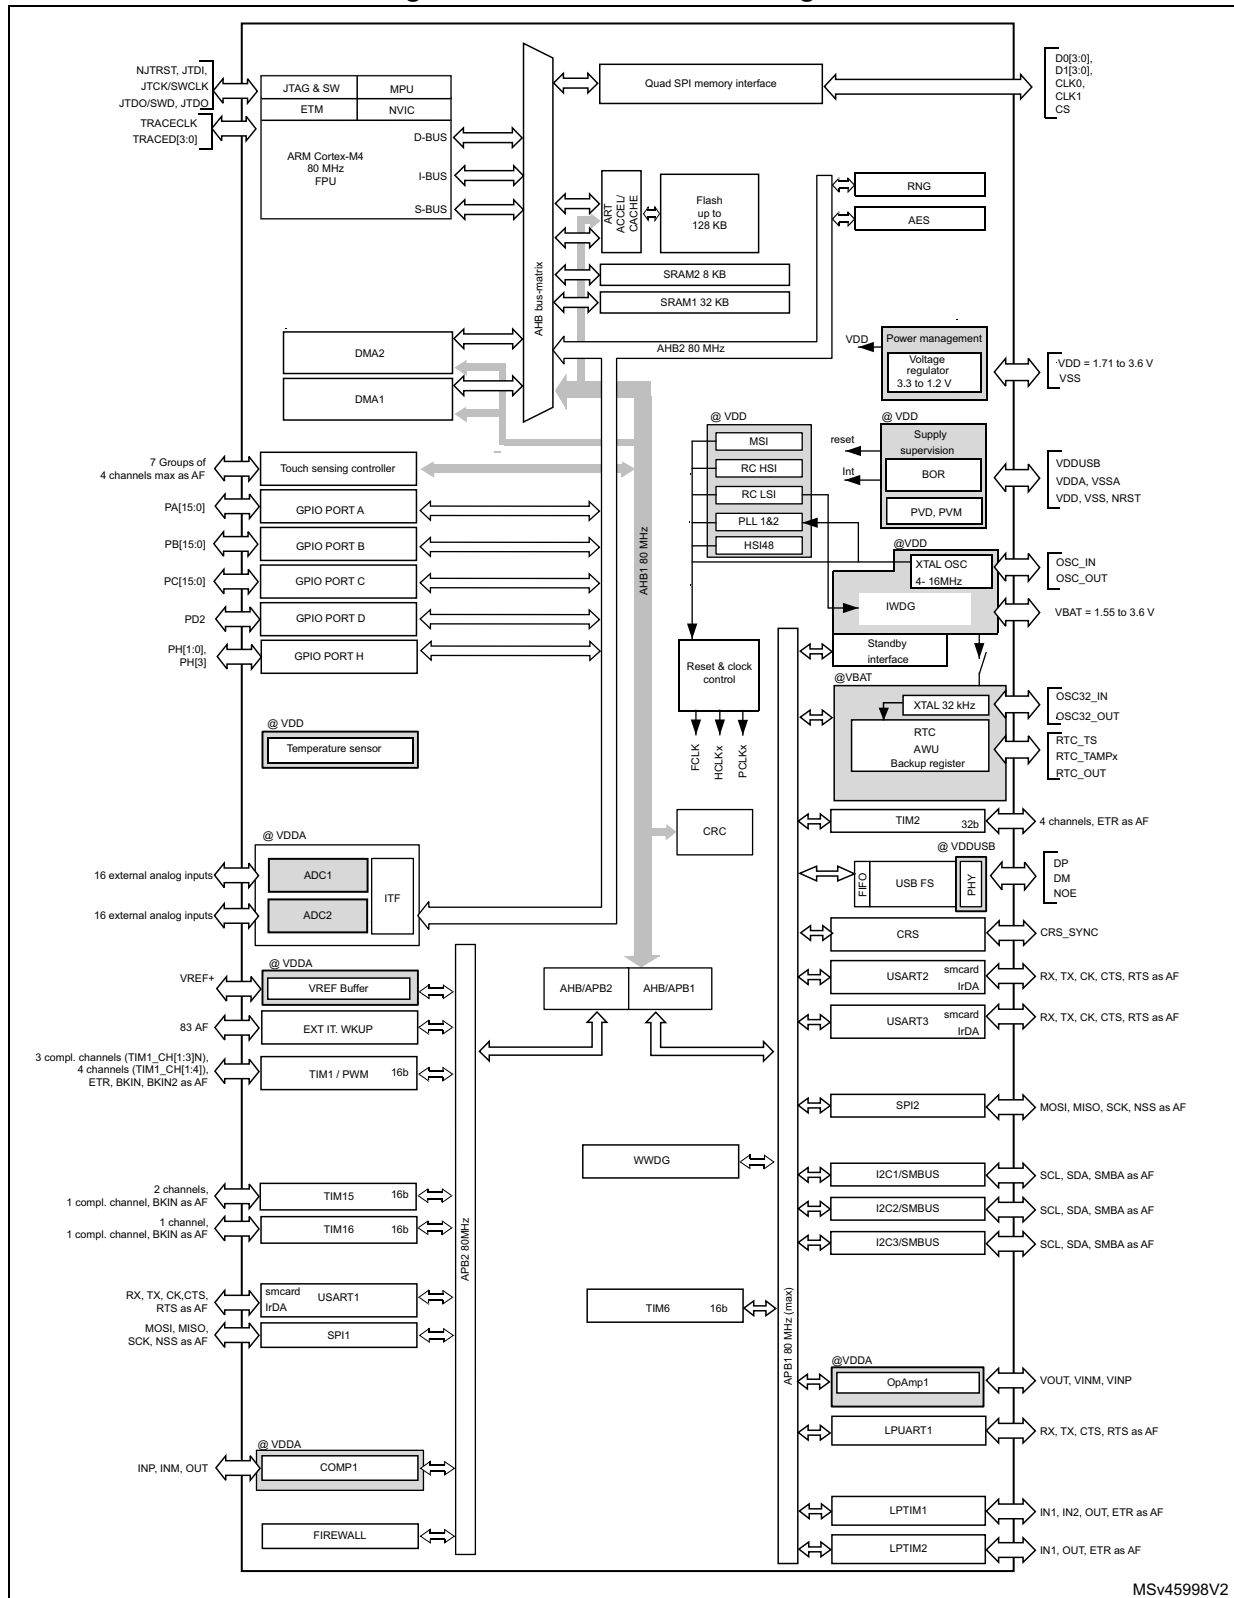 D0[3:0],
D1[3:0],
CLK0,
CLK1
CS
NJTRST, JTDI,
JTCK/SWCLK
JTDO/SWD, JTDO
TRACECLK
TRACED[3:0]
JTAG & SW
MPU
ETM
NVIC
ARM Cortex-M4
80 MHz
FPU
D-BUS
I-BUS
S-BUS
AHB bus-matrix
Quad SPI memory interface
ART
ACCEL/
CACHE
Flash
up to
128 KB
RNG
AES
SRAM2 8 KB
SRAM1 32 KB
AHB2 80 MHz
DMA2
DMA1
VDD
Power management
Voltage
regulator
3.3 to 1.2 V
VDD = 1.71 to 3.6 V
VSS
@ VDD
MSI
RC HSI
RC LSI
PLL 1&2
HSI48
@ VDD
reset
Int
Supply
supervision
BOR
PVD, PVM
VDDUSB
VDDA, VSSA
VDD, VSS, NRST
7 Groups of
4 channels max as AF
Touch sensing controller
PA[15:0]
GPIO PORT A
PB[15:0]
GPIO PORT B
PC[15:0]
GPIO PORT C
PD2
GPIO PORT D
PH[1:0],
PH[3]
GPIO PORT H
AHB1 80 MHz
@VDD
XTAL OSC
4- 16MHz
IWDG
OSC_IN
OSC_OUT
VBAT = 1.55 to 3.6 V
Standby
interface
Reset & clock
control
FCLK
HCLKx
PCLKx
@VBAT
XTAL 32 kHz
RTC
AWU
Backup register
OSC32_IN
OSC32_OUT
RTC_TS
RTC_TAMPx
RTC_OUT
@ VDD
Temperature sensor
CRC
TIM2
32b
4 channels, ETR as AF
@ VDDUSB
FIFO
USB FS
PHY
DP
DM
NOE
@ VDDA
16 external analog inputs
ADC1
ITF
16 external analog inputs
ADC2
CRS
CRS_SYNC
@ VDDA
VREF+
VREF Buffer
AHB/APB2
AHB/APB1
USART2
smcard
IrDA
RX, TX, CK, CTS, RTS as AF
83 AF
EXT IT. WKUP
USART3
smcard
IrDA
RX, TX, CK, CTS, RTS as AF
3 compl. channels (TIM1_CH[1:3]N),
4 channels (TIM1_CH[1:4]),
ETR, BKIN, BKIN2 as AF
TIM1 / PWM
16b
SPI2
MOSI, MISO, SCK, NSS as AF
WWDG
2 channels,
1 compl. channel, BKIN as AF
TIM15
16b
1 channel,
1 compl. channel, BKIN as AF
TIM16
16b
APB2 80MHz
I2C1/SMBUS
SCL, SDA, SMBA as AF
I2C2/SMBUS
SCL, SDA, SMBA as AF
I2C3/SMBUS
SCL, SDA, SMBA as AF
RX, TX, CK,CTS,
RTS as AF
smcard
IrDA
USART1
MOSI, MISO,
SCK, NSS as AF
SPI1
TIM6
16b
APB1 80 MHz (max)
@VDDA
OpAmp1
VOUT, VINM, VINP
LPUART1
RX, TX, CTS, RTS as AF
@ VDDA
INP, INM, OUT
COMP1
LPTIM1
IN1, IN2, OUT, ETR as AF
FIREWALL
LPTIM2
IN1, OUT, ETR as AF
MSv45998V2